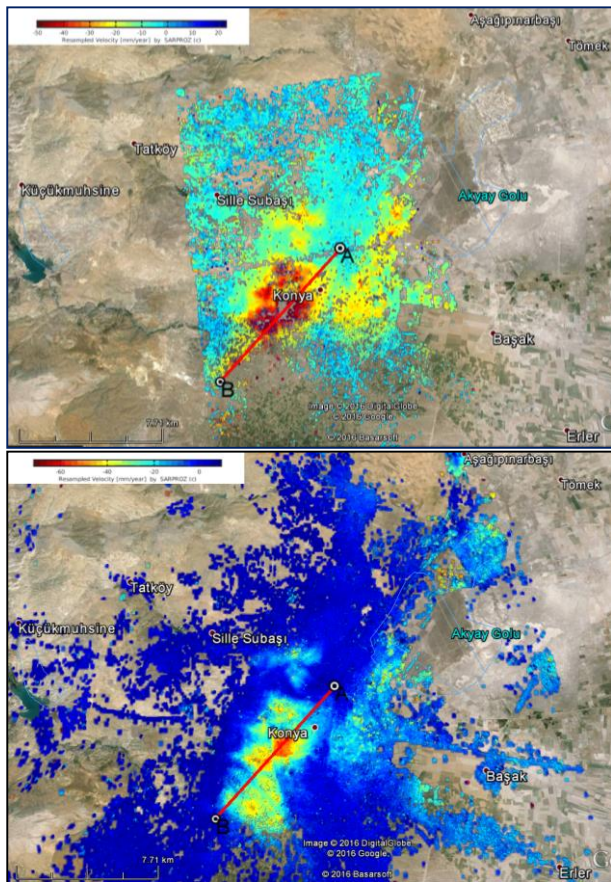 -50 -40 -30 -20 -10 0 10 20
Resampled Velocity [mm/year] by SARPROZ (c)
Aşağıpınarbaşı
Tömek
Tatköy
Küçükmuhsine
Sille Subaşı
Akyay Golu
A
Konya
Başak
B
Image © 2016 DigitalGlobe
© 2016 Google
© 2016 Basarsoft
7.71 km
Erler
-60 -40 -20 0
Resampled Velocity [mm/year] by SARPROZ (c)
Aşağıpınarbaşı
Tömek
Tatköy
Küçükmuhsine
Sille Subaşı
Akyay Golu
A
Konya
Başak
B
Image © 2016 DigitalGlobe
© 2016 Google
7.71 km
© 2016 Basarsoft
Erler